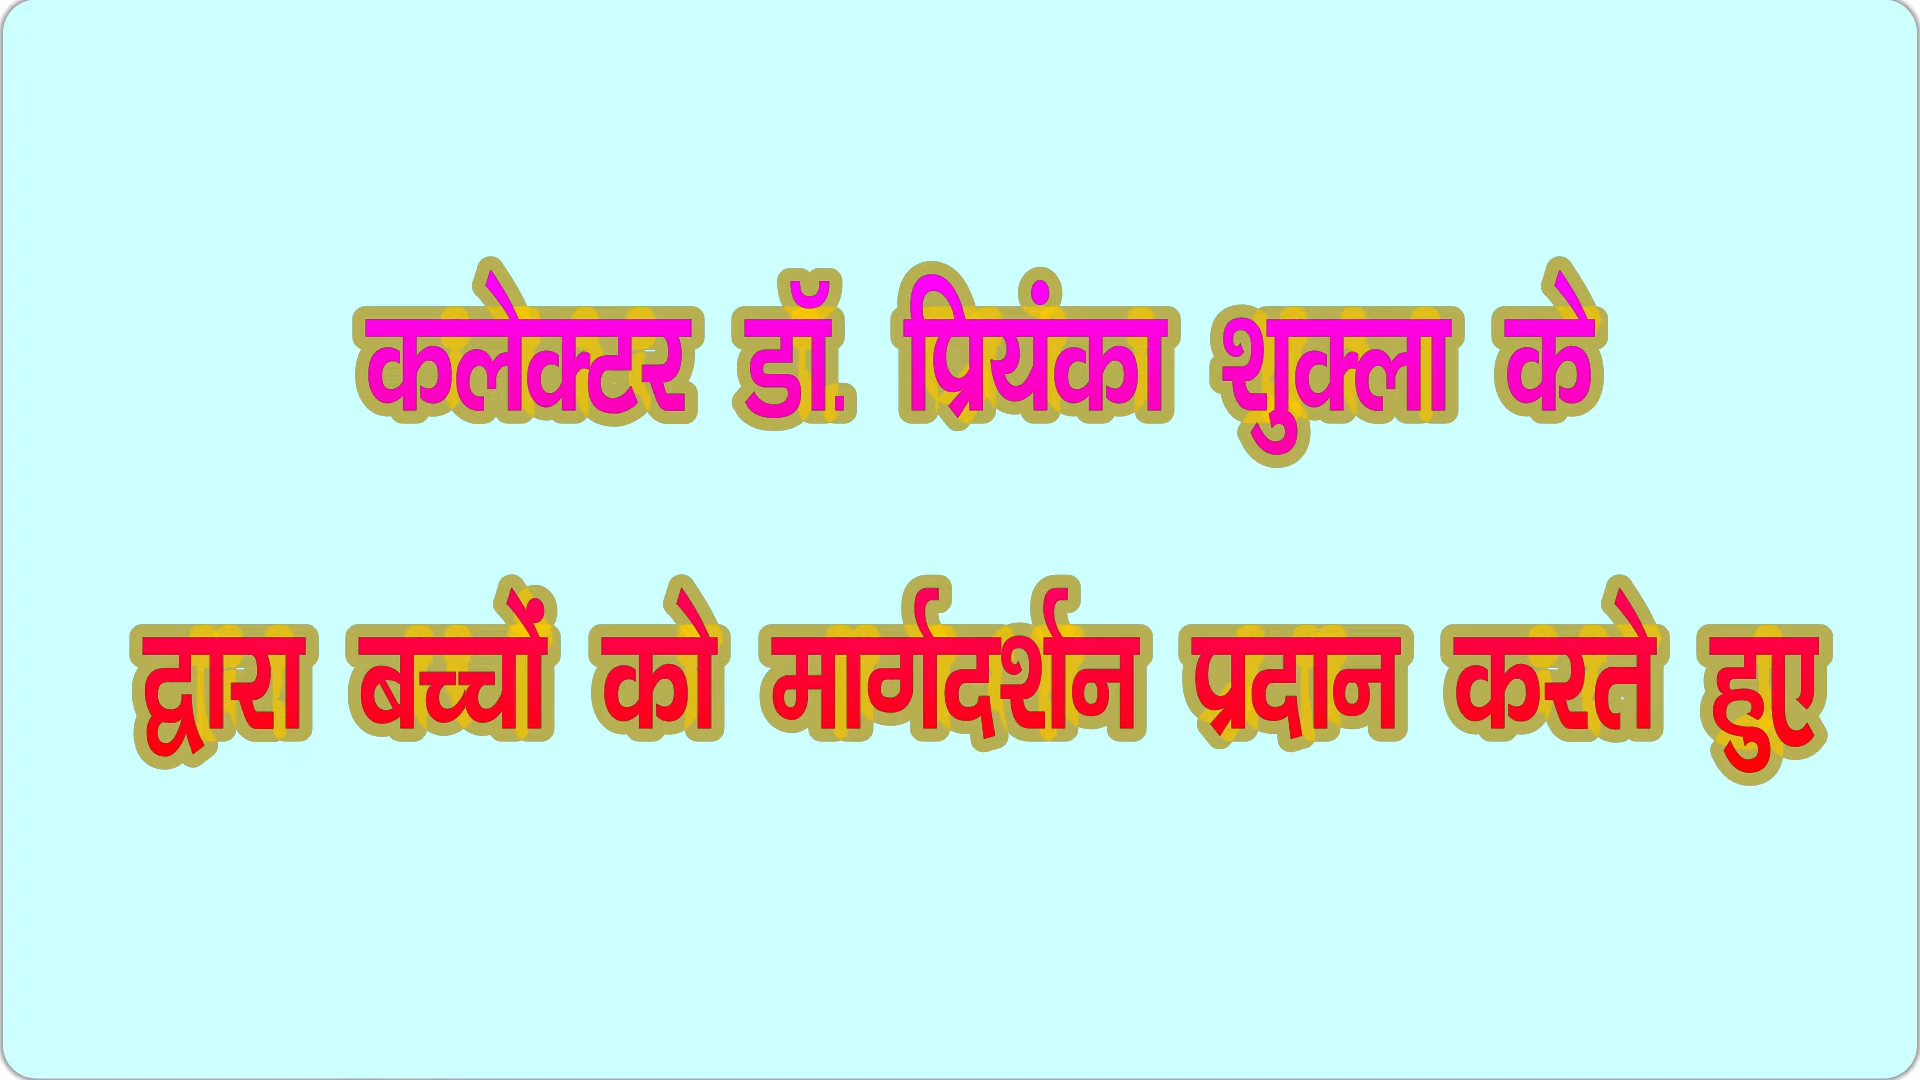 कलेक्टर डॉ. प्रियंका शुक्ला के
द्वारा बच्चों को मार्गदर्शन प्रदान करते हुए